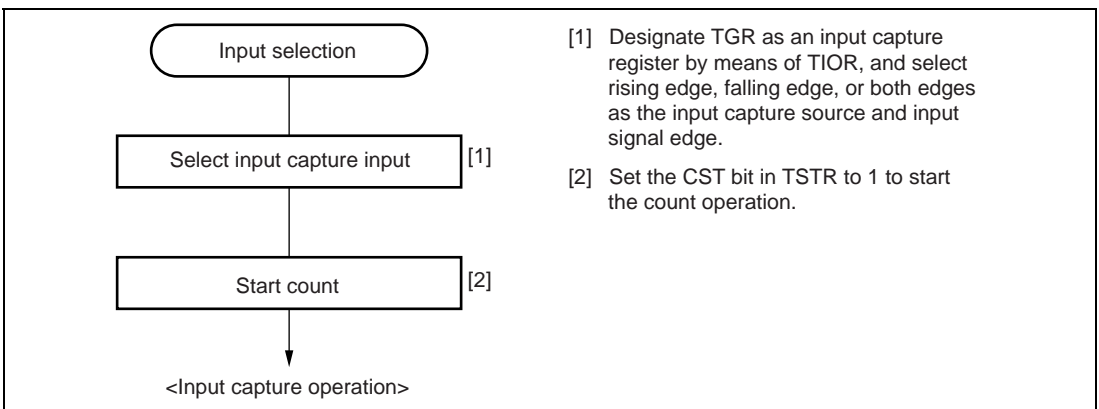 Input selection
Select input capture input
[1]
Start count
[2]
<Input capture operation>
[1] Designate TGR as an input capture
register by means of TIOR, and select
rising edge, falling edge, or both edges
as the input capture source and input
signal edge.
[2] Set the CST bit in TSTR to 1 to start
the count operation.